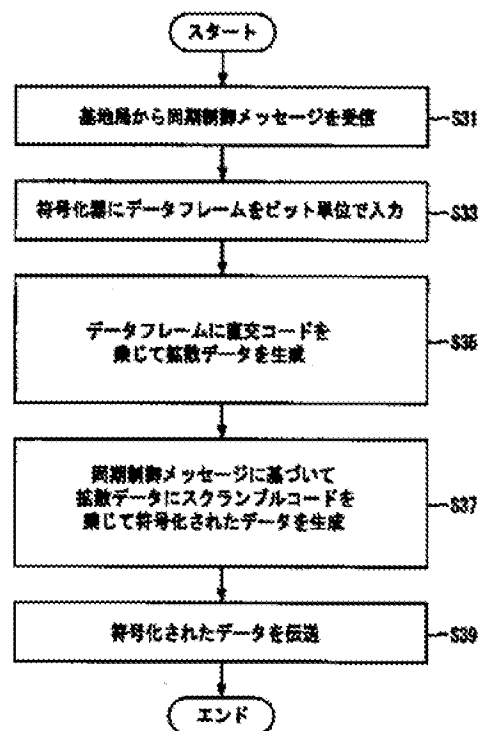 スタート
基地局から同期制御メッセージを受信
S31
符号化器にデータフレームをビット単位で入力
S33
データフレームに直交コードを
乗じて拡散データを生成
S35
同期制御メッセージに基づいて
拡散データにスクランブルコードを
乗じて符号化されたデータを生成
S37
符号化されたデータを伝送
S39
エンド